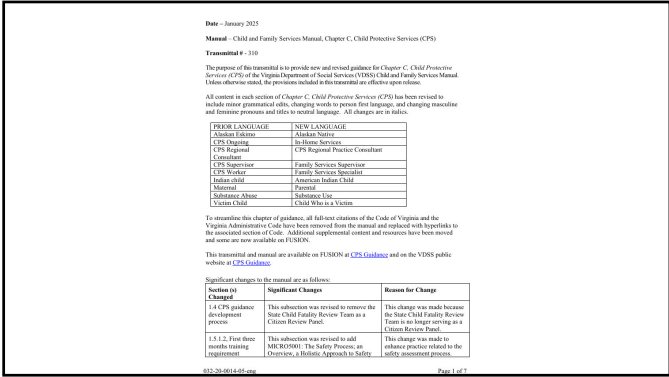 Date – January 2025
Manual – Child and Family Services Manual, Chapter C, Child Protective Services (CPS)
Transmittal # - 310
The purpose of this transmittal is to provide new and revised guidance for Chapter C, Child Protective
Services (CPS) of the Virginia Department of Social Services (VDSS) Child and Family Services Manual.
Unless otherwise stated, the provisions included in this transmittal are effective upon release.
All content in each section of Chapter C, Child Protective Services (CPS) has been revised to
include minor grammatical edits, changing words to person first language, and changing masculine
and feminine pronouns and titles to neutral language. All changes are in italics.
PRIOR LANGUAGE NEW LANGUAGE
Alaskan Eskimo Alaskan Native
CPS Ongoing In-Home Services
CPS Regional CPS Regional Practice Consultant
Consultant
CPS Supervisor Family Services Supervisor
CPS Worker Family Services Specialist
Indian child American Indian Child
Maternal Parental
Substance Abuse Substance Use
Victim Child Child Who is a Victim
To streamline this chapter of guidance, all full-text citations of the Code of Virginia and the
Virginia Administrative Code have been removed from the manual and replaced with hyperlinks to
the associated section of Code. Additional supplemental content and resources have been moved
and some are now available on FUSION.
This transmittal and manual are available on FUSION at CPS Guidance and on the VDSS public
website at CPS Guidance.
Significant changes to the manual are as follows:
Section (s) Significant Changes Reason for Change
Changed
1.4 CPS guidance This subsection was revised to remove the This change was made because
development State Child Fatality Review Team as a the State Child Fatality Review
process Citizen Review Panel. Team is no longer serving as a
Citizen Review Panel.
1.5.1.2, First three This subsection was revised to add This change was made to
months training MICRO5001: The Safety Process; an enhance practice related to the
requirement Overview, a Holistic Approach to Safety safety assessment process.
032-20-0014-05-eng Page 1 of 7